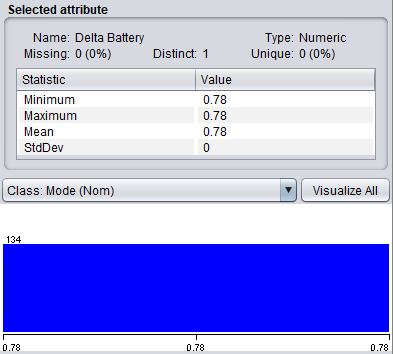 Selected attribute
Name: Delta Battery Type: Numeric
Missing: 0 (0%) Distinct: 1 Unique: 0 (0%)
Statistic Value
Minimum 0.78
Maximum 0.78
Mean 0.78
StdDev 0
Class: Mode (Nom) Visualize All
134
0.78 0.78 0.78